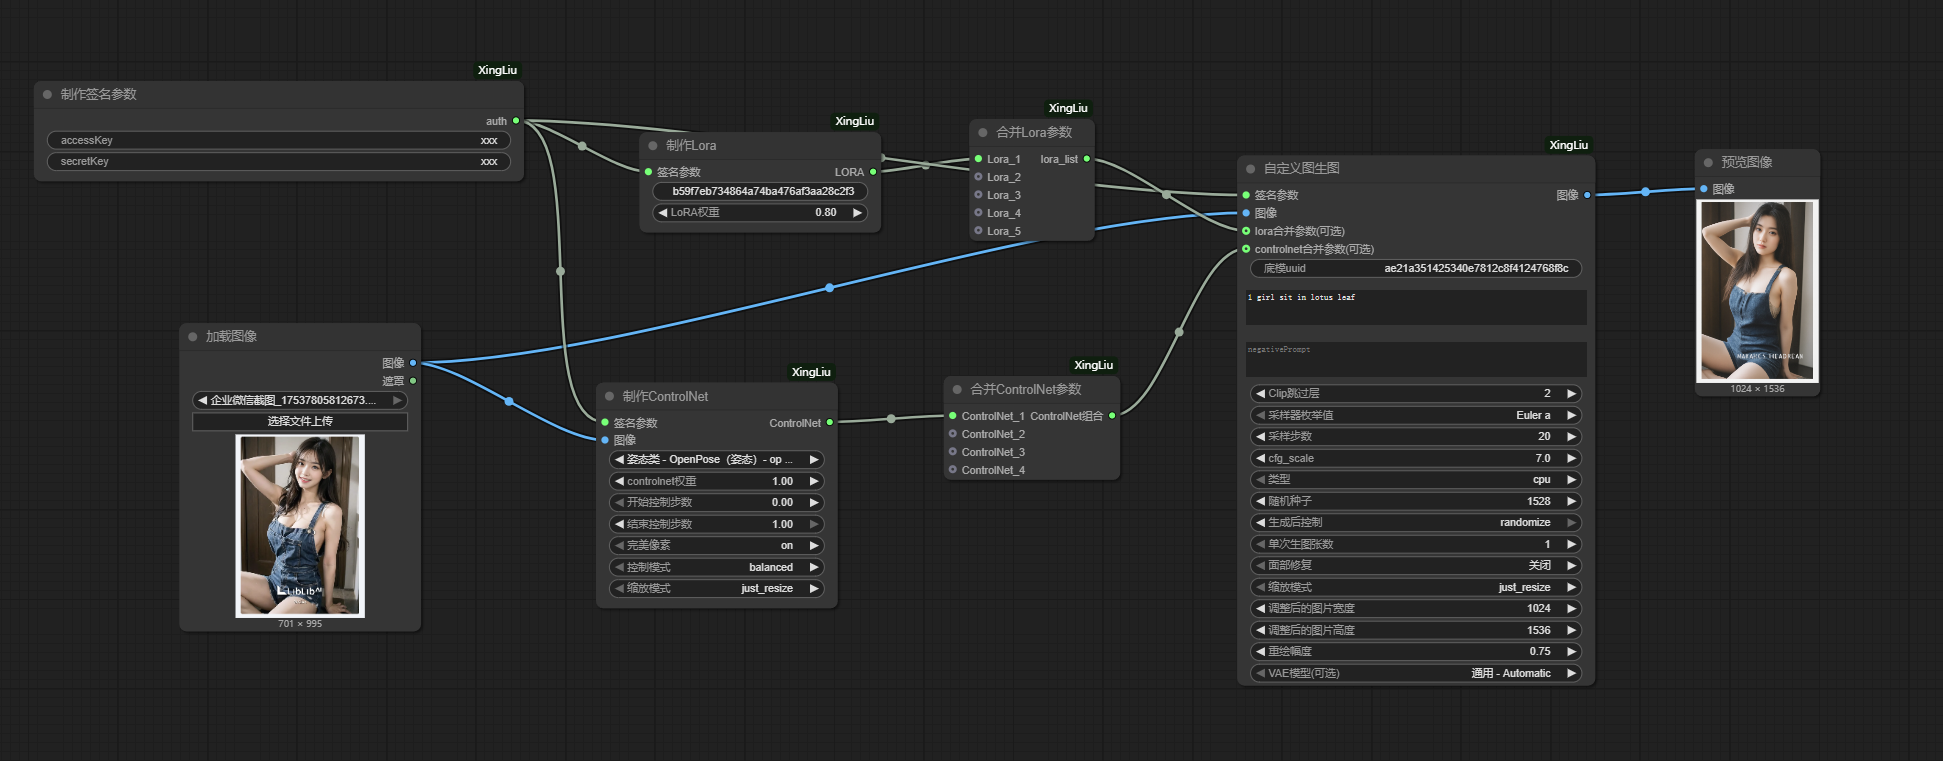 XingLiu
制作签名参数
auth
accessKey xxx
secretKey xxx
XingLiu
制作Lora
签名参数 LORA
b59f7eb734864a74ba476af3aa28c2f3
LoRA权重 0.80
XingLiu
合并Lora参数
Lora_1 lora_list
Lora_2
Lora_3
Lora_4
Lora_5
加载图像
图像
遮罩
企业微信截图_17537805812673....
选择文件上传
LibLibAI
701 × 995
XingLiu
制作ControlNet
签名参数 ControlNet
图像
姿态类 - OpenPose（姿态）- op ...
controlnet权重 1.00
开始控制步数 0.00
结束控制步数 1.00
完美像素 on
控制模式 balanced
缩放模式 just_resize
XingLiu
合并ControlNet参数
ControlNet_1 ControlNet组合
ControlNet_2
ControlNet_3
ControlNet_4
XingLiu
自定义图生图
签名参数 图像
图像
lora合并参数(可选)
controlnet合并参数(可选)
底模uuid ae21a351425340e7812c8f4124768f8c
1 girl sit in lotus leaf
negativePrompt
Clip跳过层 2
采样器枚举值 Euler a
采样步数 20
cfg_scale 7.0
类型 cpu
随机种子 1528
生成后控制 randomize
单次生图张数 1
面部修复 关闭
缩放模式 just_resize
调整后的图片宽度 1024
调整后的图片高度 1536
重绘幅度 0.75
VAE模型(可选) 通用 - Automatic
预览图像
图像
1024 × 1536